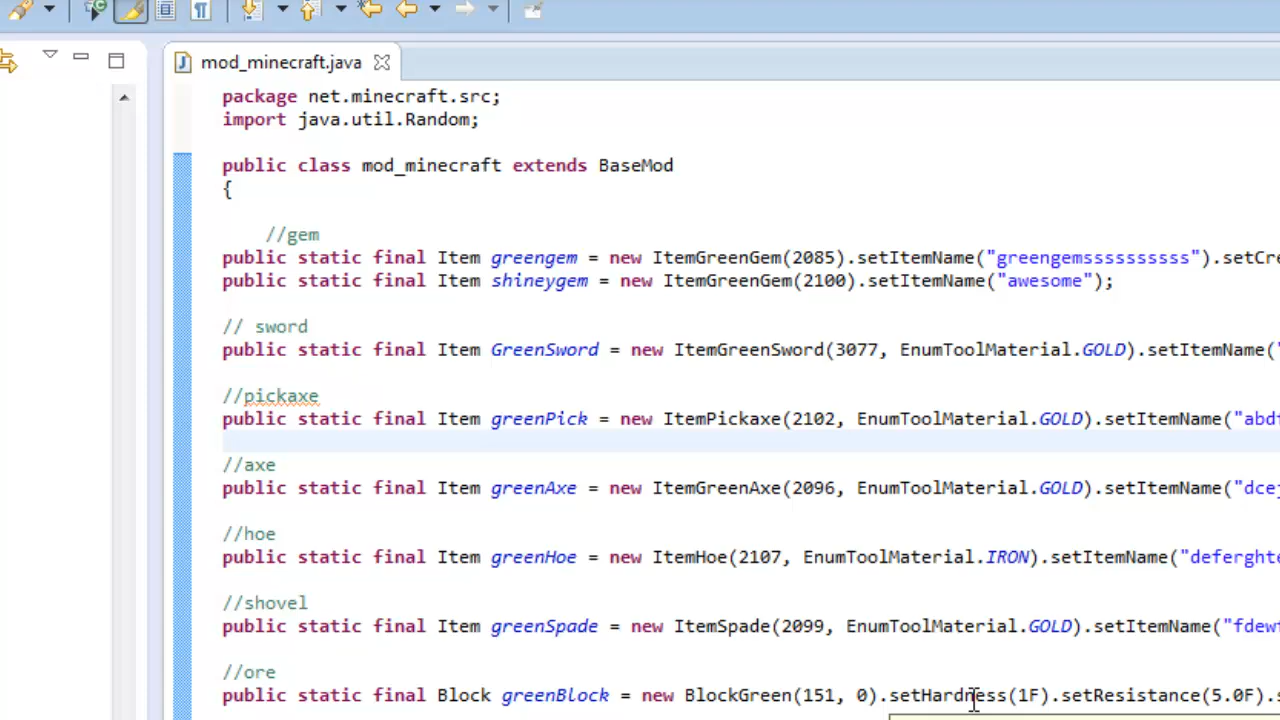 mod_minecraft.java
package net.minecraft.src;
import java.util.Random;
public class mod_minecraft extends BaseMod
{
//gem
public static final Item greengem = new ItemGreenGem(2085).setItemName("greengemssssssssss").setCre
public static final Item shineygem = new ItemGreenGem(2100).setItemName("awesome");
// sword
public static final Item GreenSword = new ItemGreenSword(3077, EnumToolMaterial.GOLD).setItemName("
//pickaxe
public static final Item greenPick = new ItemPickaxe(2102, EnumToolMaterial.GOLD).setItemName("abdf
//axe
public static final Item greenAxe = new ItemGreenAxe(2096, EnumToolMaterial.GOLD).setItemName("dcej
//hoe
public static final Item greenHoe = new ItemHoe(2107, EnumToolMaterial.IRON).setItemName("deferghte
//shovel
public static final Item greenSpade = new ItemSpade(2099, EnumToolMaterial.GOLD).setItemName("fdewf
//ore
public static final Block greenBlock = new BlockGreen(151, 0).setHardness(1F).setResistance(5.0F).s